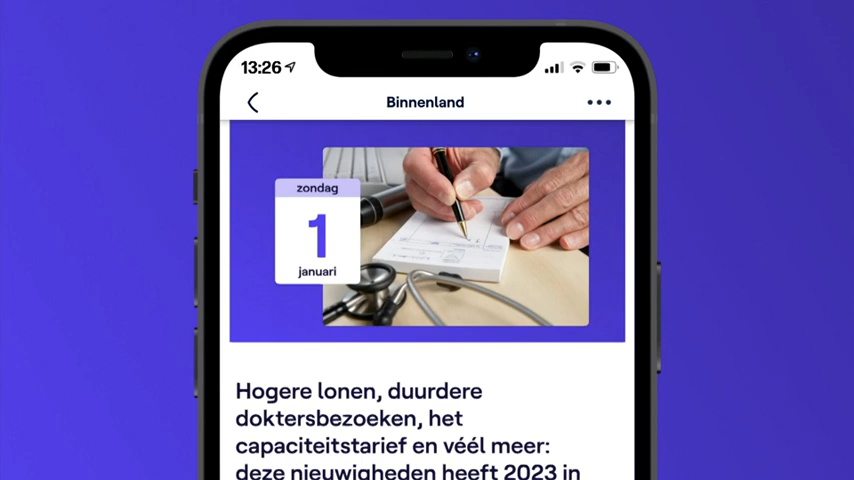 13:26
Binnenland
zondag
1
januari
Hogere lonen, duurdere
doktersbezoeken, het
capaciteitstarief en véél meer:
deze nieuwigheden heeft 2023 in